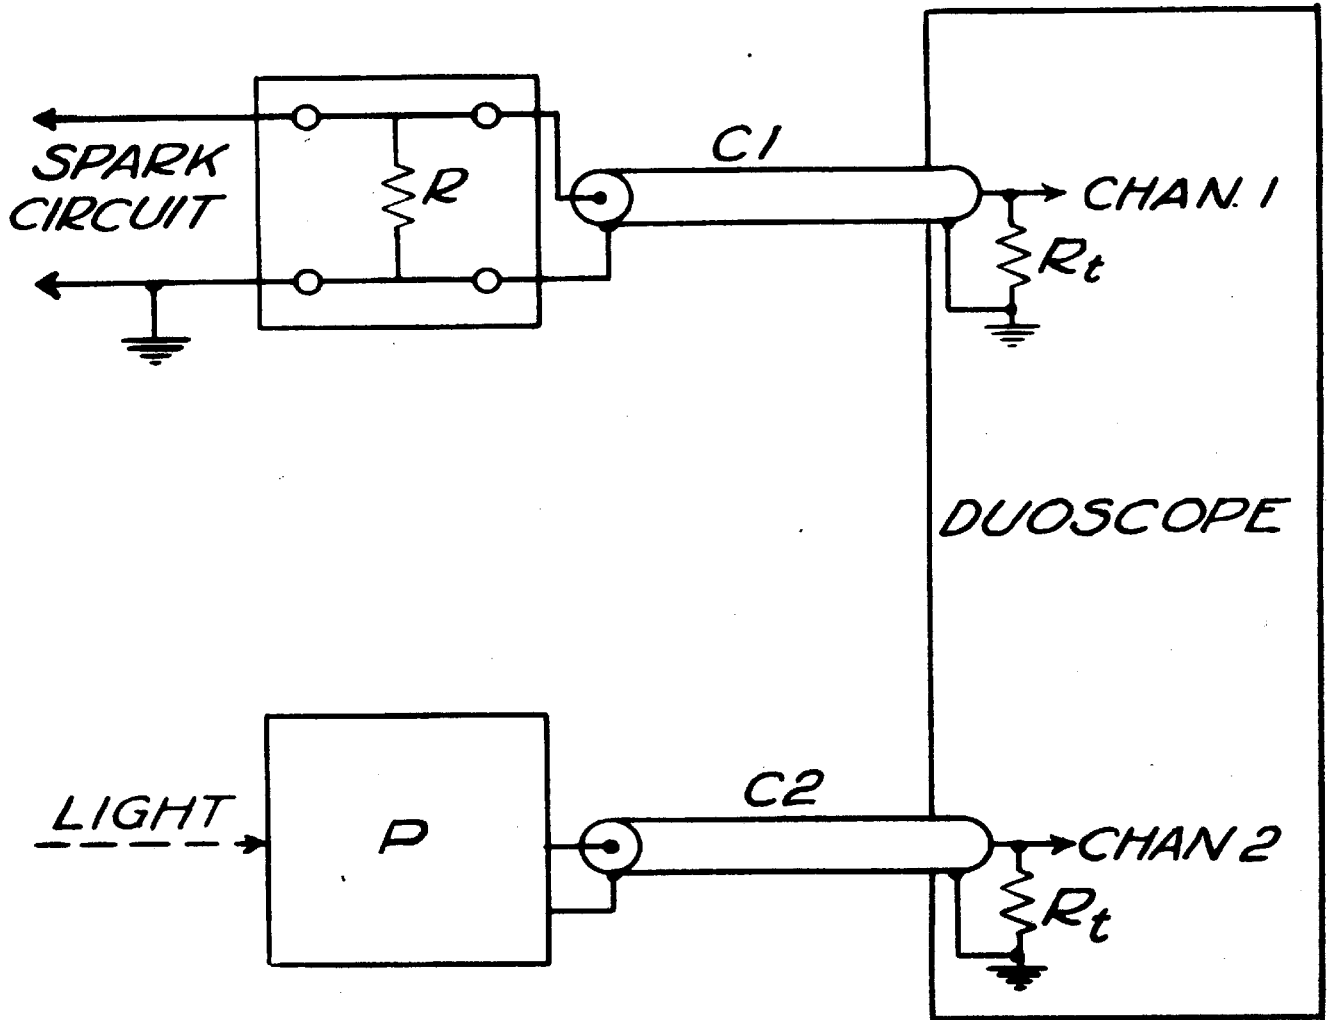 C1
SPARK
CIRCUIT
R
CHAN. 1
Rt
DUOSCOPE
C2
LIGHT
P
CHAN 2
Rt